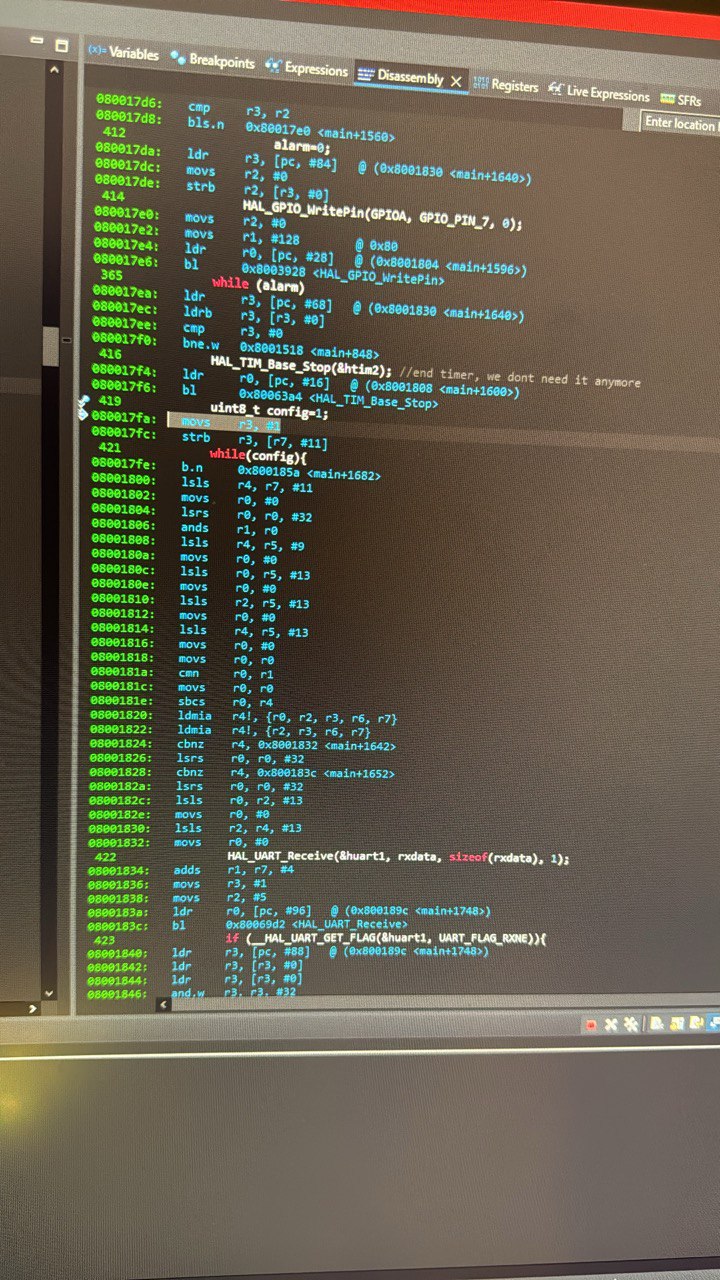 (x)= Variables Breakpoints Expressions Disassembly Registers Live Expressions SFRs
Enter location
080017d6: cmp r3, r2
080017d8: bls.n 0x80017e0 <main+1560>
412 alarm=0;
080017da: ldr r3, [pc, #84] @ (0x8001830 <main+1640>)
080017dc: movs r2, #0
080017de: strb r2, [r3, #0]
414 HAL_GPIO_WritePin(GPIOA, GPIO_PIN_7, 0);
080017e0: movs r2, #0
080017e2: movs r1, #128 @ 0x80
080017e4: ldr r0, [pc, #28] @ (0x8001804 <main+1596>)
080017e6: bl 0x8003928 <HAL_GPIO_WritePin>
365 while (alarm)
080017ea: ldr r3, [pc, #68] @ (0x8001830 <main+1640>)
080017ec: ldrb r3, [r3, #0]
080017ee: cmp r3, #0
080017f0: bne.w 0x8001518 <main+848>
416 HAL_TIM_Base_Stop(&htim2); //end timer, we dont need it anymore
080017f4: ldr r0, [pc, #16] @ (0x8001808 <main+1600>)
080017f6: bl 0x80063a4 <HAL_TIM_Base_Stop>
419 uint8_t config=1;
080017fa: movs r3, #1
080017fc: strb r3, [r7, #11]
421 while(config){
080017fe: b.n 0x800185a <main+1682>
08001800: lsls r4, r7, #11
08001802: movs r0, #0
08001804: lsrs r0, r0, #32
08001806: ands r1, r0
08001808: lsls r4, r5, #9
0800180a: movs r0, #0
0800180c: lsls r0, r5, #13
0800180e: movs r0, #0
08001810: lsls r2, r5, #13
08001812: movs r0, #0
08001814: lsls r4, r5, #13
08001816: movs r0, #0
08001818: movs r0, r0
0800181a: cmn r0, r1
0800181c: movs r0, r0
0800181e: sbcs r0, r4
08001820: ldmia r4!, {r0, r2, r3, r6, r7}
08001822: ldmia r4!, {r2, r3, r6, r7}
08001824: cbnz r4, 0x8001832 <main+1642>
08001826: lsrs r0, r0, #32
08001828: cbnz r4, 0x800183c <main+1652>
0800182a: lsrs r0, r0, #32
0800182c: lsls r0, r2, #13
0800182e: movs r0, #0
08001830: lsls r2, r4, #13
08001832: movs r0, #0
422 HAL_UART_Receive(&huart1, rxdata, sizeof(rxdata), 1);
08001834: adds r1, r7, #4
08001836: movs r3, #1
08001838: movs r2, #5
0800183a: ldr r0, [pc, #96] @ (0x800189c <main+1748>)
0800183c: bl 0x80069d2 <HAL_UART_Receive>
423 if (__HAL_UART_GET_FLAG(&huart1, UART_FLAG_RXNE)){
08001840: ldr r3, [pc, #88] @ (0x800189c <main+1748>)
08001842: ldr r3, [r3, #0]
08001844: ldr r3, [r3, #0]
08001846: and.w r3, r3, #32